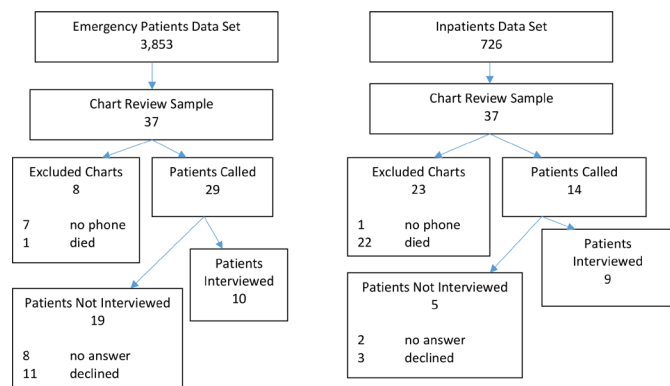 Emergency Patients Data Set
3,853
Chart Review Sample
37
Excluded Charts
8
7 no phone
1 died
Patients Called
29
Patients
Interviewed
10
Patients Not Interviewed
19
8 no answer
11 declined
Inpatients Data Set
726
Chart Review Sample
37
Excluded Charts
23
1 no phone
22 died
Patients Called
14
Patients
Interviewed
9
Patients Not Interviewed
5
2 no answer
3 declined